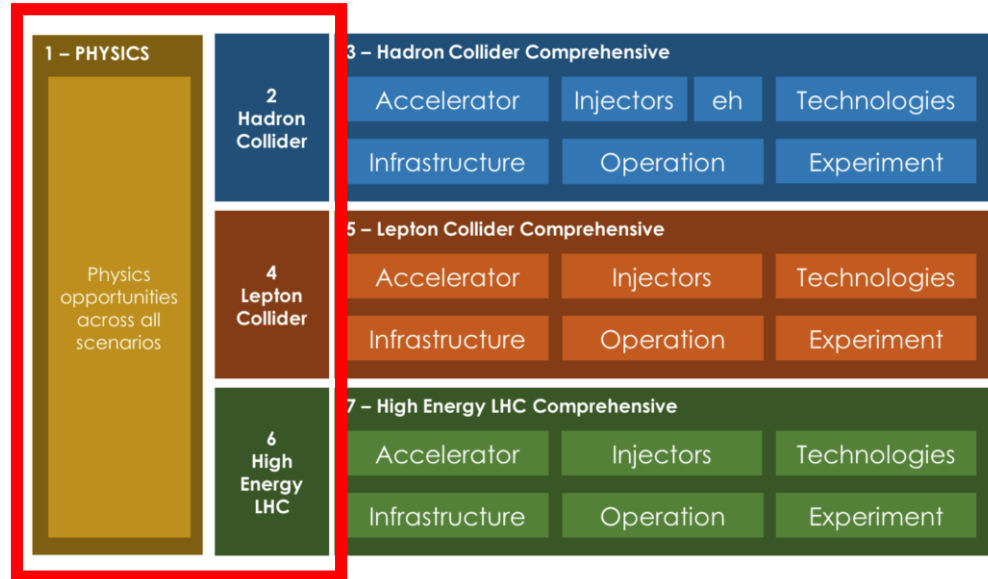 1 – PHYSICS
Physics
opportunities
across all
scenarios
2
Hadron
Collider
3 – Hadron Collider Comprehensive
Accelerator
Injectors
eh
Technologies
Infrastructure
Operation
Experiment
4
Lepton
Collider
5 – Lepton Collider Comprehensive
Accelerator
Injectors
Technologies
Infrastructure
Operation
Experiment
6
High
Energy
LHC
7 – High Energy LHC Comprehensive
Accelerator
Injectors
Technologies
Infrastructure
Operation
Experiment